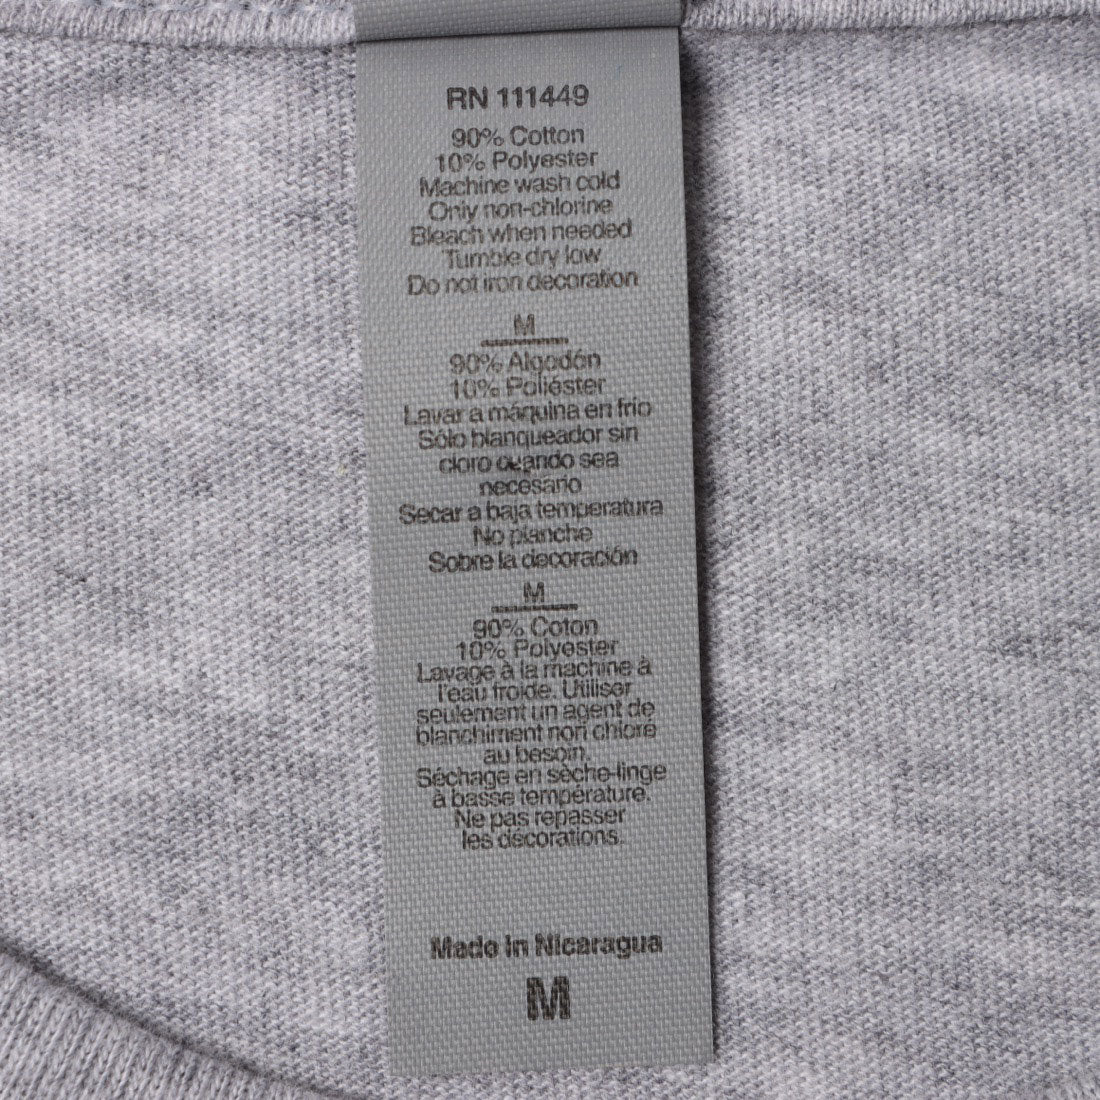 RN 111449
90% Cotton
10% Polyester
Machine wash cold
Only non-chlorine
Bleach when needed
Tumble dry low
Do not iron decoration
M
90% Algodón
10% Poliéster
Lavar a máquina en frío
Sólo blanqueador sin
cloro cuando sea
necesario
Secar a baja temperatura
No planche
Sobre la decoración
M
90% Coton
10% Polyester
Lavage à la machine à
l'eau froide. Utiliser
seulement un agent de
blanchiment non chlore
au besoin.
Séchage en sèche-linge
à basse température.
Ne pas repasser
les décorations.
Made in Nicaragua
M